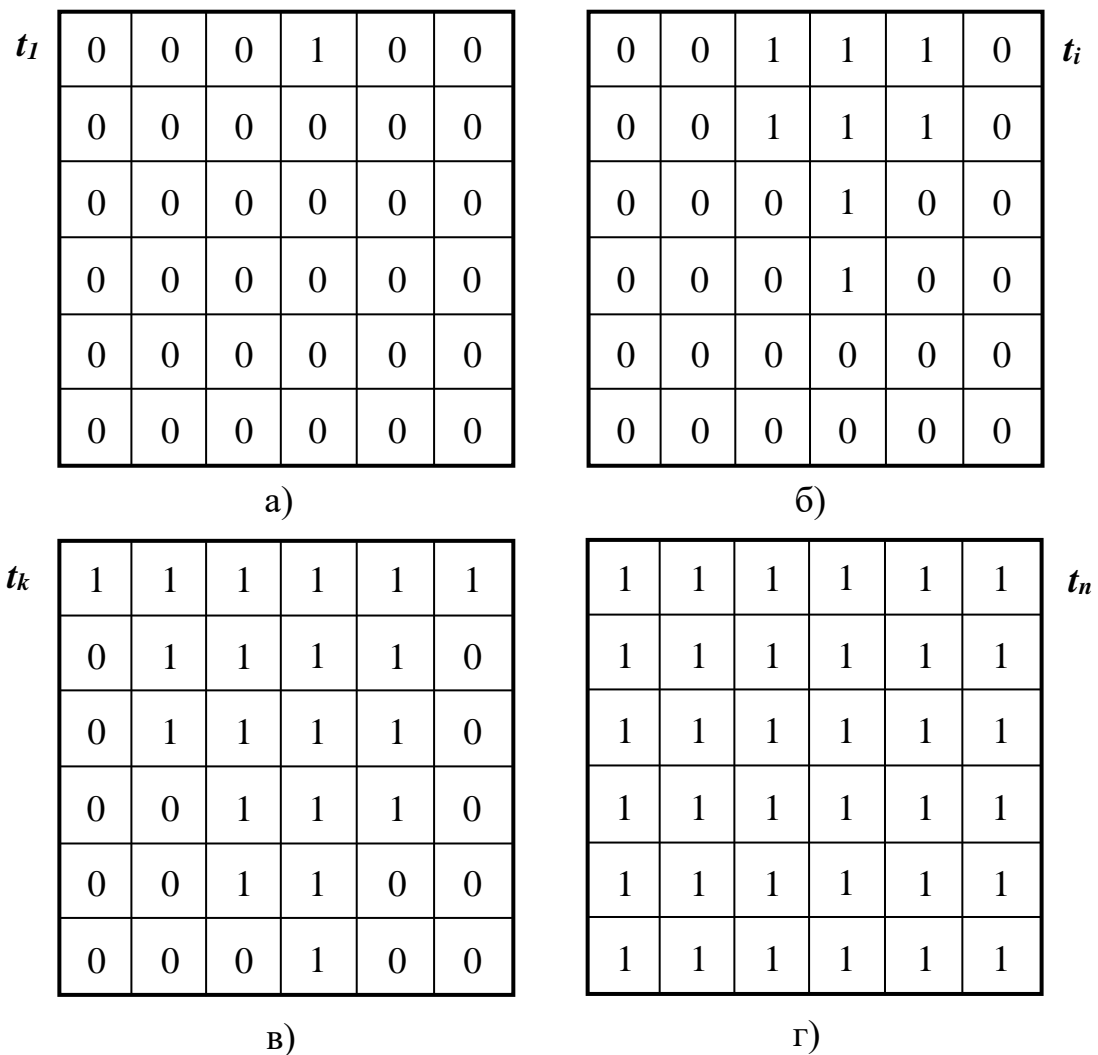 t1 0 0 0 1 0 0 0 0 1 1 1 0 ti
0 0 0 0 0 0 0 0 1 1 1 0
0 0 0 0 0 0 0 0 0 1 0 0
0 0 0 0 0 0 0 0 0 1 0 0
0 0 0 0 0 0 0 0 0 0 0 0
0 0 0 0 0 0 0 0 0 0 0 0
а) б)
tk 1 1 1 1 1 1 1 1 1 1 1 1 tn
0 1 1 1 1 0 1 1 1 1 1 1
0 1 1 1 1 0 1 1 1 1 1 1
0 0 1 1 1 0 1 1 1 1 1 1
0 0 1 1 0 0 1 1 1 1 1 1
0 0 0 1 0 0 1 1 1 1 1 1
в) г)